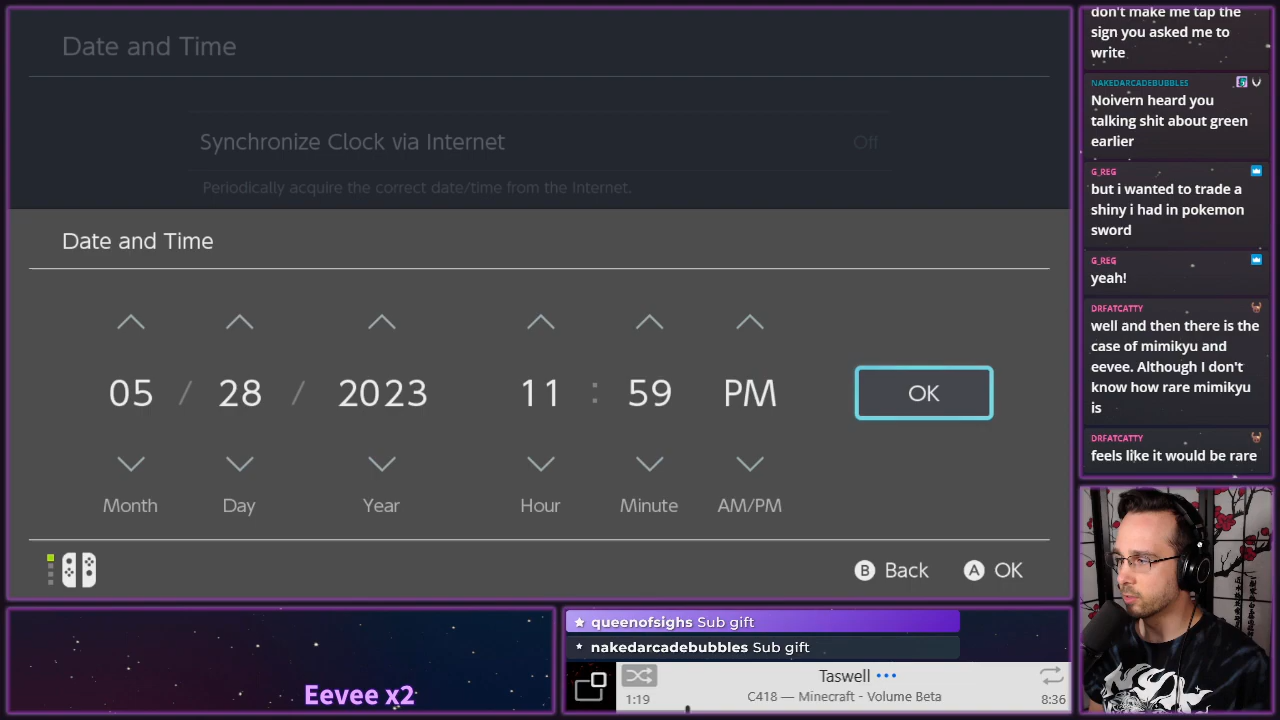 Date and Time
Synchronize Clock via Internet
Off
Periodically acquire the correct date/time from the Internet.
Date and Time
05 / 28 / 2023 11 : 59 PM
OK
Month Day Year Hour Minute AM/PM
B Back A OK
don't make me tap the
sign you asked me to
write
NAKEDARCADEBUBBLES
Noivern heard you
talking shit about green
earlier
G_REG
but i wanted to trade a
shiny i had in pokemon
sword
G_REG
yeah!
DRFATCATTY
well and then there is the
case of mimikyu and
eevee. Although I don't
know how rare mimikyu
is
DRFATCATTY
feels like it would be rare
Eevee x2
queenofsighs Sub gift
nakedarcadebubbles Sub gift
Taswell
1:19
C418 — Minecraft - Volume Beta
8:36